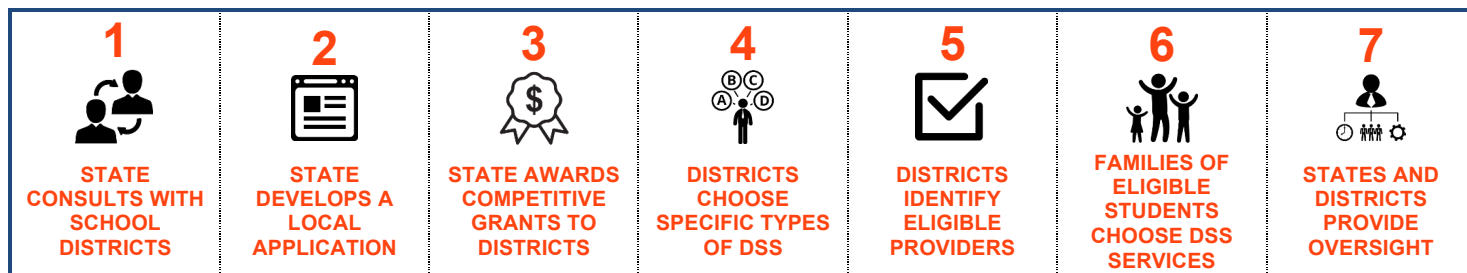 1
STATE
CONSULTS WITH
SCHOOL
DISTRICTS
2
STATE
DEVELOPS A
LOCAL
APPLICATION
3
$
STATE AWARDS
COMPETITIVE
GRANTS TO
DISTRICTS
4
B C
A D
DISTRICTS
CHOOSE
SPECIFIC TYPES
OF DSS
5
DISTRICTS
IDENTIFY
ELIGIBLE
PROVIDERS
6
FAMILIES OF
ELIGIBLE
STUDENTS
CHOOSE DSS
SERVICES
7
STATES AND
DISTRICTS
PROVIDE
OVERSIGHT